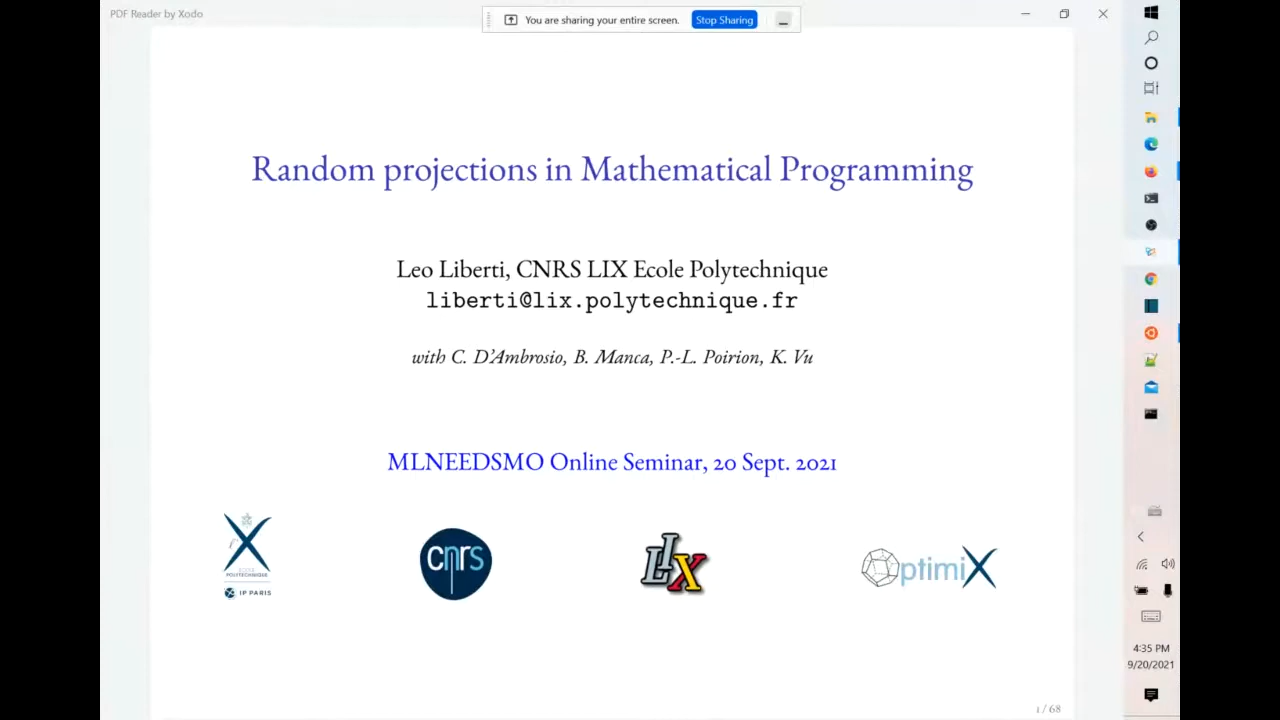 PDF Reader by Xodo
You are sharing your entire screen.
Stop Sharing
Random projections in Mathematical Programming
Leo Liberti, CNRS LIX Ecole Polytechnique
liberti@lix.polytechnique.fr
with C. D'Ambrosio, B. Manca, P.-L. Poirion, K. Vu
MLNEEDSMO Online Seminar, 20 Sept. 2021
ECOLE
POLYTECHNIQUE
IP PARIS
cnrs
LIX
OptimiX
4:35 PM
9/20/2021
1 / 68